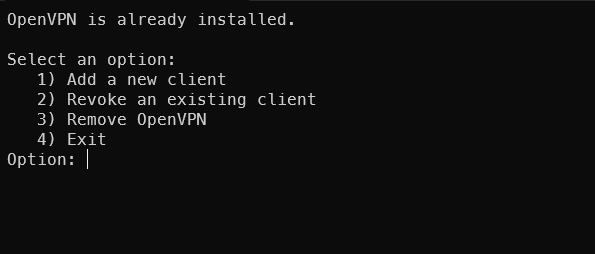 OpenVPN is already installed.
Select an option:
1) Add a new client
2) Revoke an existing client
3) Remove OpenVPN
4) Exit
Option: